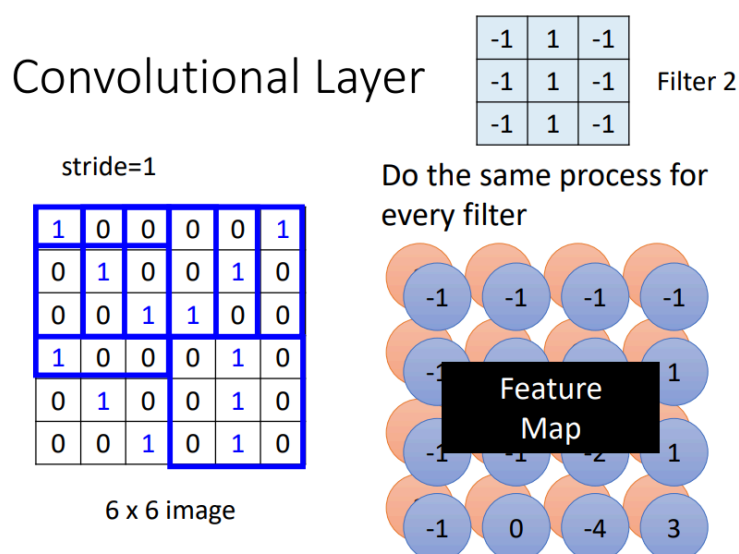 -1 1 -1
Convolutional Layer
-1 1 -1
Filter 2
-1 1 -1
stride=1
Do the same process for
every filter
1 0 0 0 0 1
0 1 0 0 1 0
0 0 1 1 0 0
1 0 0 0 1 0
0 1 0 0 1 0
0 0 1 0 1 0
6 x 6 image
-1 -1 -1 -1
1
Feature
Map
-1 -1 -2 1
-1 0 -4 3